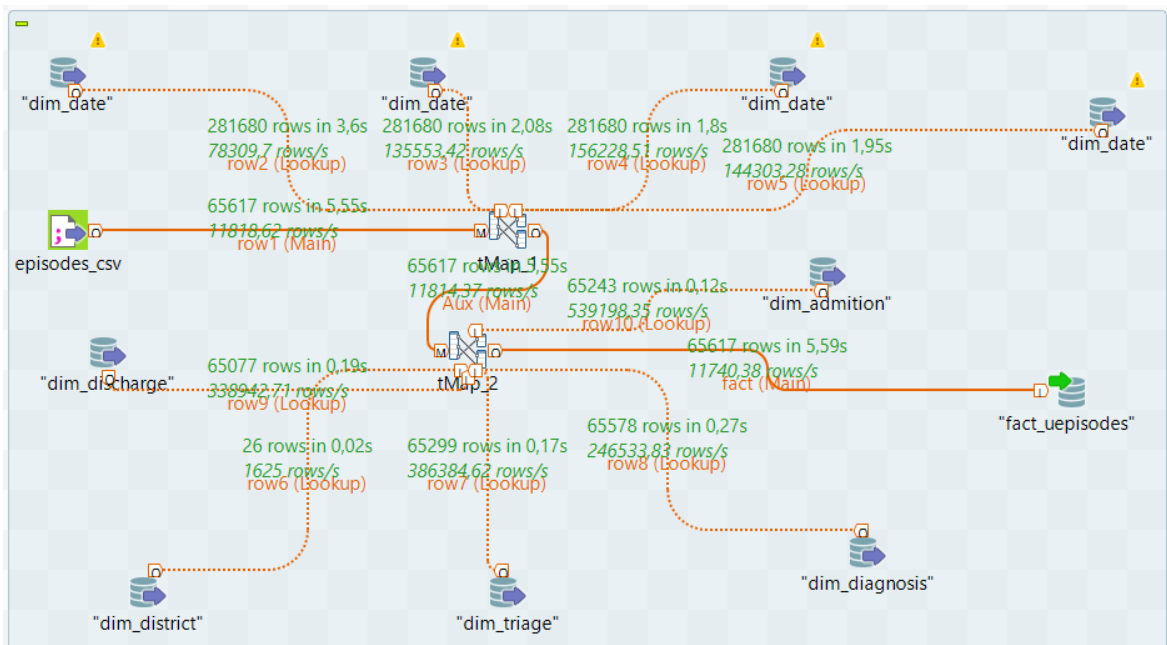 "dim_date"
281680 rows in 3,6s
78309,7 rows/s
row2 (Lookup)
"dim_date"
281680 rows in 2,08s
135553,42 rows/s
row3 (Lookup)
"dim_date"
281680 rows in 1,8s
156228,51 rows/s
row4 (Lookup)
"dim_date"
281680 rows in 1,95s
144303,28 rows/s
row5 (Lookup)
episodes_csv
65617 rows in 5,55s
11818,62 rows/s
row1 (Main)
tMap_1
65617 rows in 5,55s
11814,37 rows/s
Aux (Main)
"dim_admition"
65243 rows in 0,12s
539198,35 rows/s
row10 (Lookup)
"dim_discharge"
65077 rows in 0,19s
338942,71 rows/s
row9 (Lookup)
tMap_2
65617 rows in 5,59s
11740,38 rows/s
fact (Main)
"fact_uepisodes"
26 rows in 0,02s
1625 rows/s
row6 (Lookup)
65299 rows in 0,17s
386384,62 rows/s
row7 (Lookup)
65578 rows in 0,27s
246533,83 rows/s
row8 (Lookup)
"dim_district"
"dim_triage"
"dim_diagnosis"